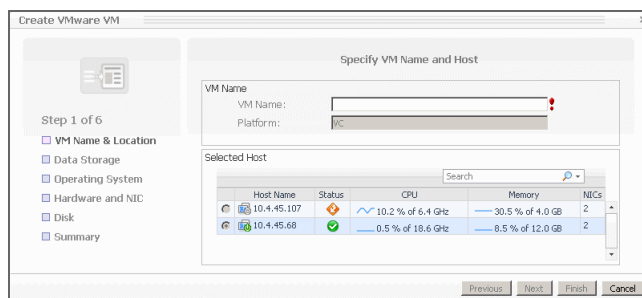 Create VMware VM
Specify VM Name and Host
Step 1 of 6
VM Name & Location
Data Storage
Operating System
Hardware and NIC
Disk
Summary
VM Name
VM Name:
Platform: VC
Selected Host
Search
Host Name Status CPU Memory NICs
10.4.45.107 10.2 % of 6.4 GHz 30.5 % of 4.0 GB 2
10.4.45.68 0.5 % of 18.6 GHz 8.5 % of 12.0 GB 2
Previous Next Finish Cancel